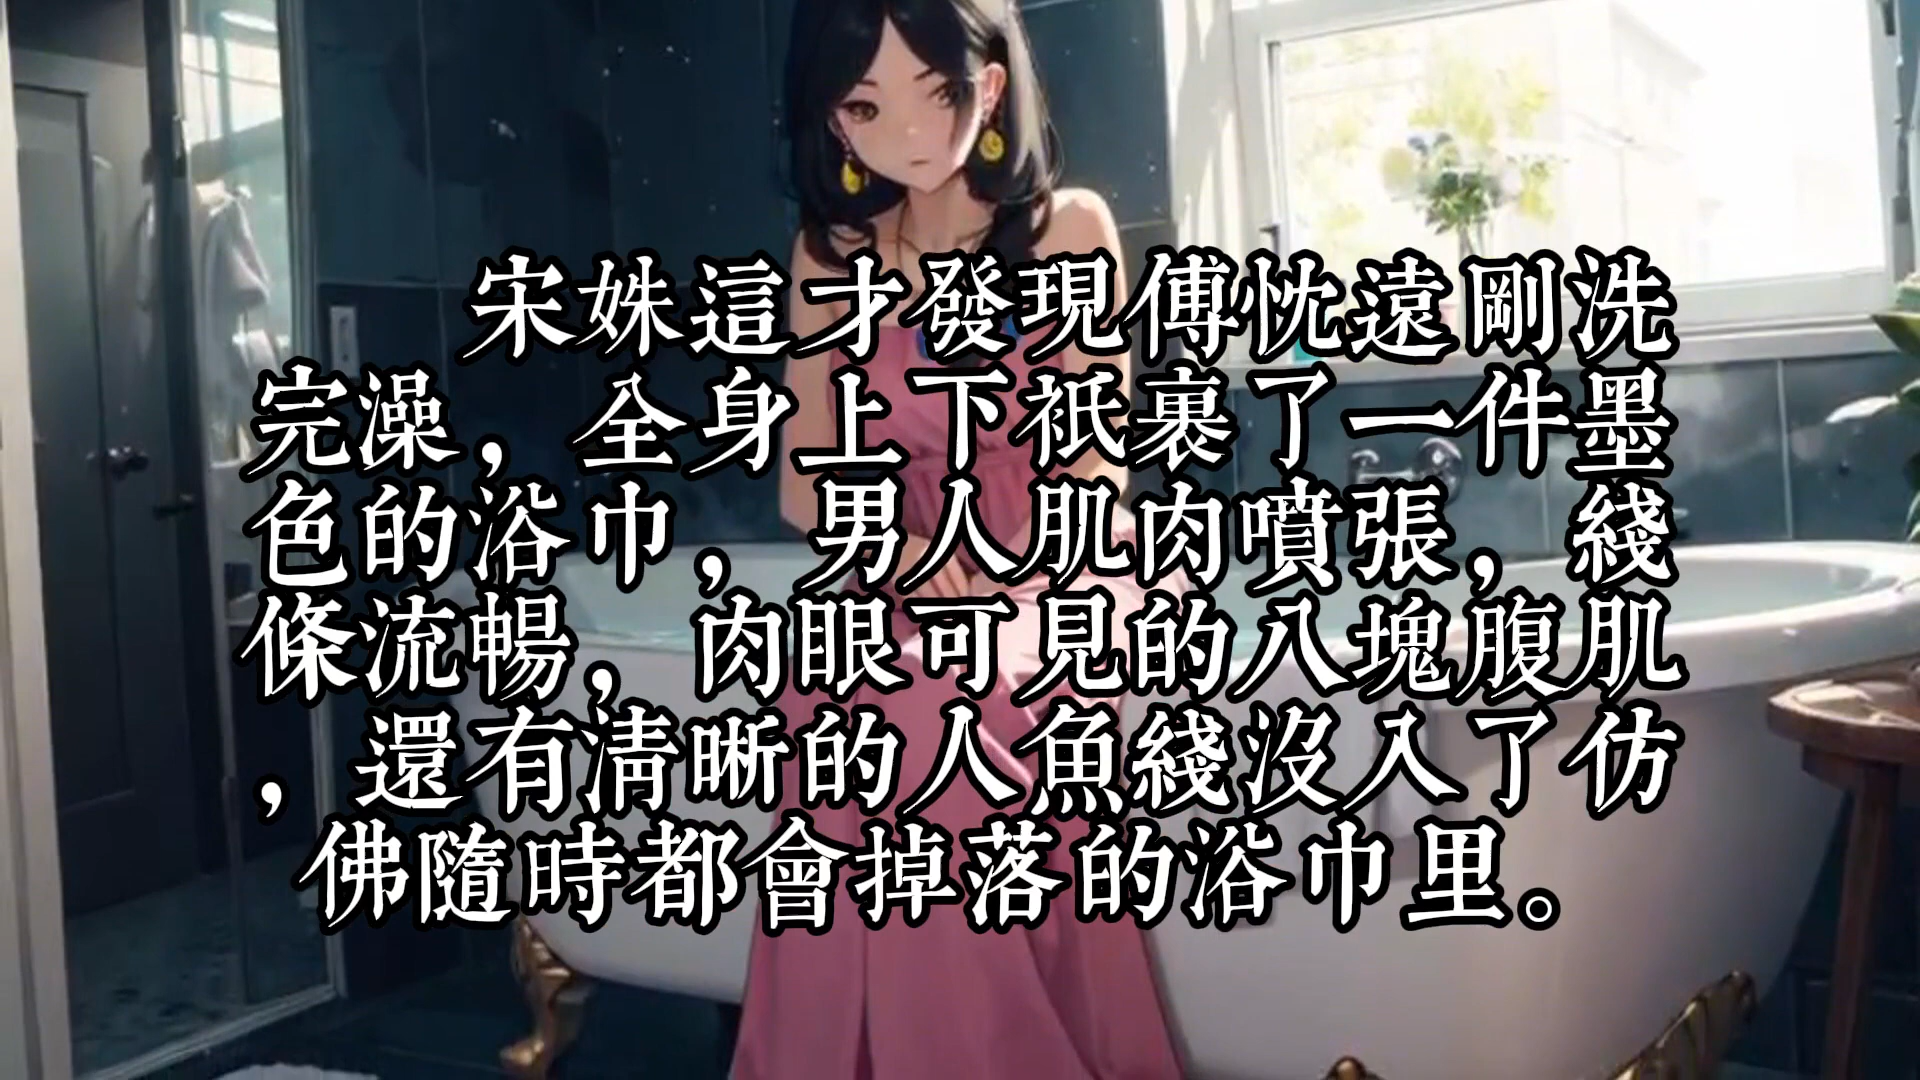 宋姝這才發現傅忱遠剛洗
完澡，全身上下衹裹了一件墨
色的浴巾，男人肌肉噴張，綫
條流暢，肉眼可見的八塊腹肌
，還有清晰的人魚綫沒入了仿
佛隨時都會掉落的浴巾里。